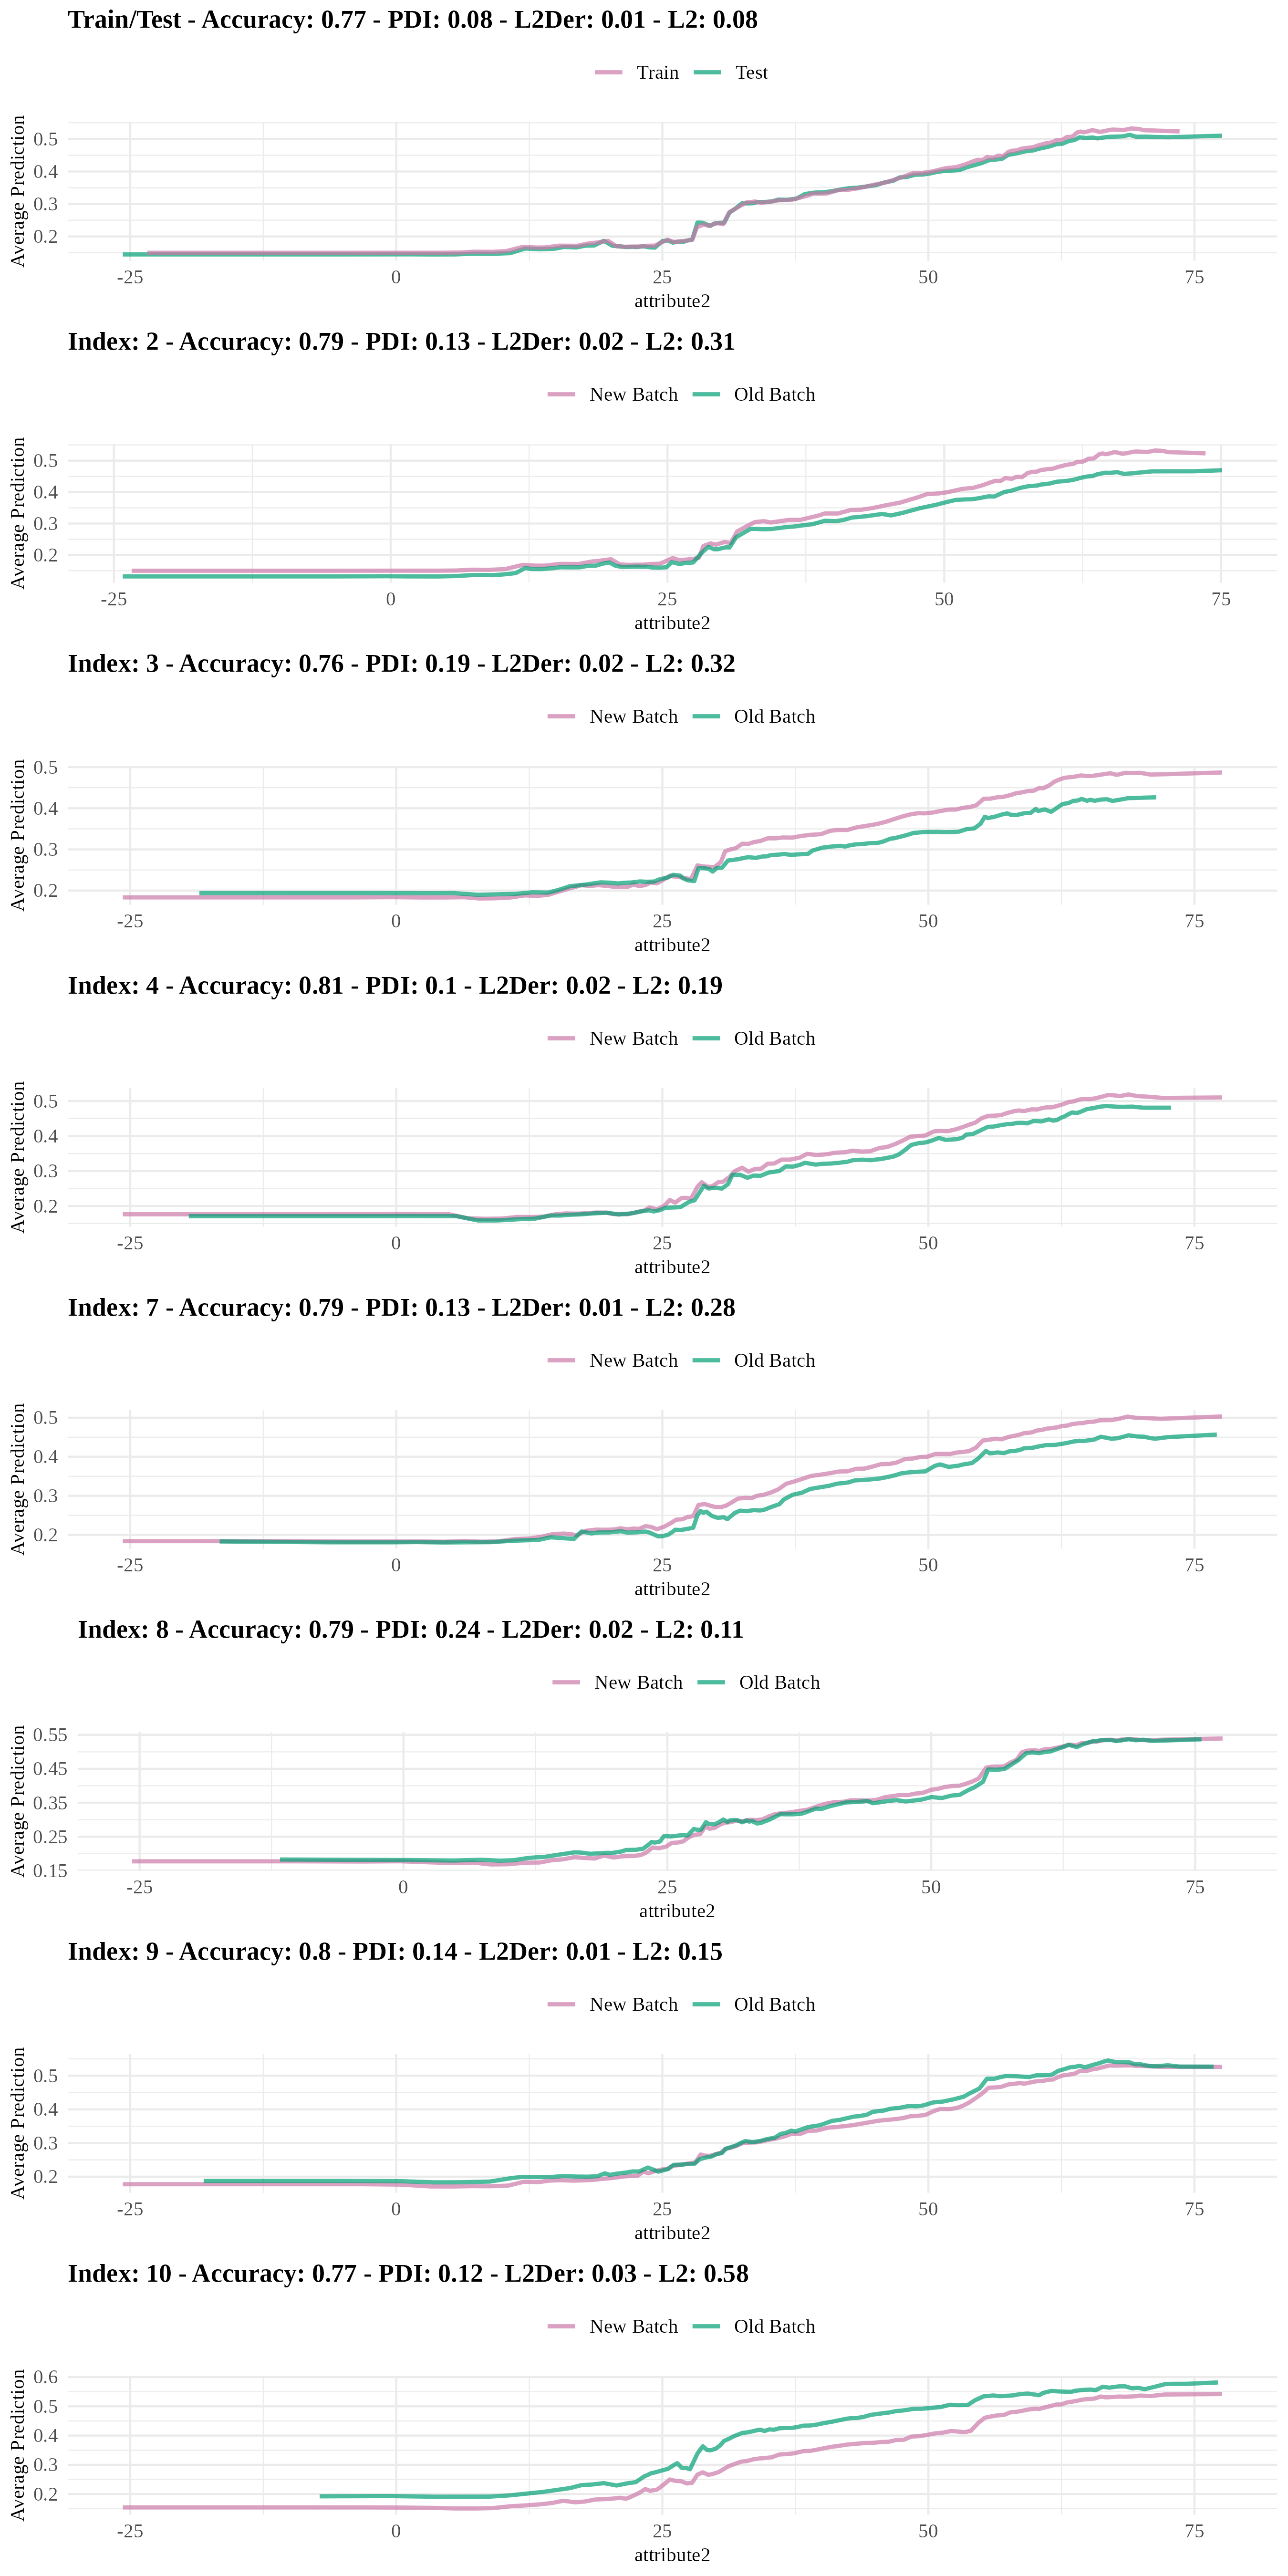 Train/Test - Accuracy: 0.77 - PDI: 0.08 - L2Der: 0.01 - L2: 0.08
Train Test
Average Prediction
0.5
0.4
0.3
0.2
-25 0 25 50 75
attribute2
Index: 2 - Accuracy: 0.79 - PDI: 0.13 - L2Der: 0.02 - L2: 0.31
New Batch Old Batch
Average Prediction
0.5
0.4
0.3
0.2
-25 0 25 50 75
attribute2
Index: 3 - Accuracy: 0.76 - PDI: 0.19 - L2Der: 0.02 - L2: 0.32
New Batch Old Batch
Average Prediction
0.5
0.4
0.3
0.2
-25 0 25 50 75
attribute2
Index: 4 - Accuracy: 0.81 - PDI: 0.1 - L2Der: 0.02 - L2: 0.19
New Batch Old Batch
Average Prediction
0.5
0.4
0.3
0.2
-25 0 25 50 75
attribute2
Index: 7 - Accuracy: 0.79 - PDI: 0.13 - L2Der: 0.01 - L2: 0.28
New Batch Old Batch
Average Prediction
0.5
0.4
0.3
0.2
-25 0 25 50 75
attribute2
Index: 8 - Accuracy: 0.79 - PDI: 0.24 - L2Der: 0.02 - L2: 0.11
New Batch Old Batch
Average Prediction
0.55
0.45
0.35
0.25
0.15
-25 0 25 50 75
attribute2
Index: 9 - Accuracy: 0.8 - PDI: 0.14 - L2Der: 0.01 - L2: 0.15
New Batch Old Batch
Average Prediction
0.5
0.4
0.3
0.2
-25 0 25 50 75
attribute2
Index: 10 - Accuracy: 0.77 - PDI: 0.12 - L2Der: 0.03 - L2: 0.58
New Batch Old Batch
Average Prediction
0.6
0.5
0.4
0.3
0.2
-25 0 25 50 75
attribute2